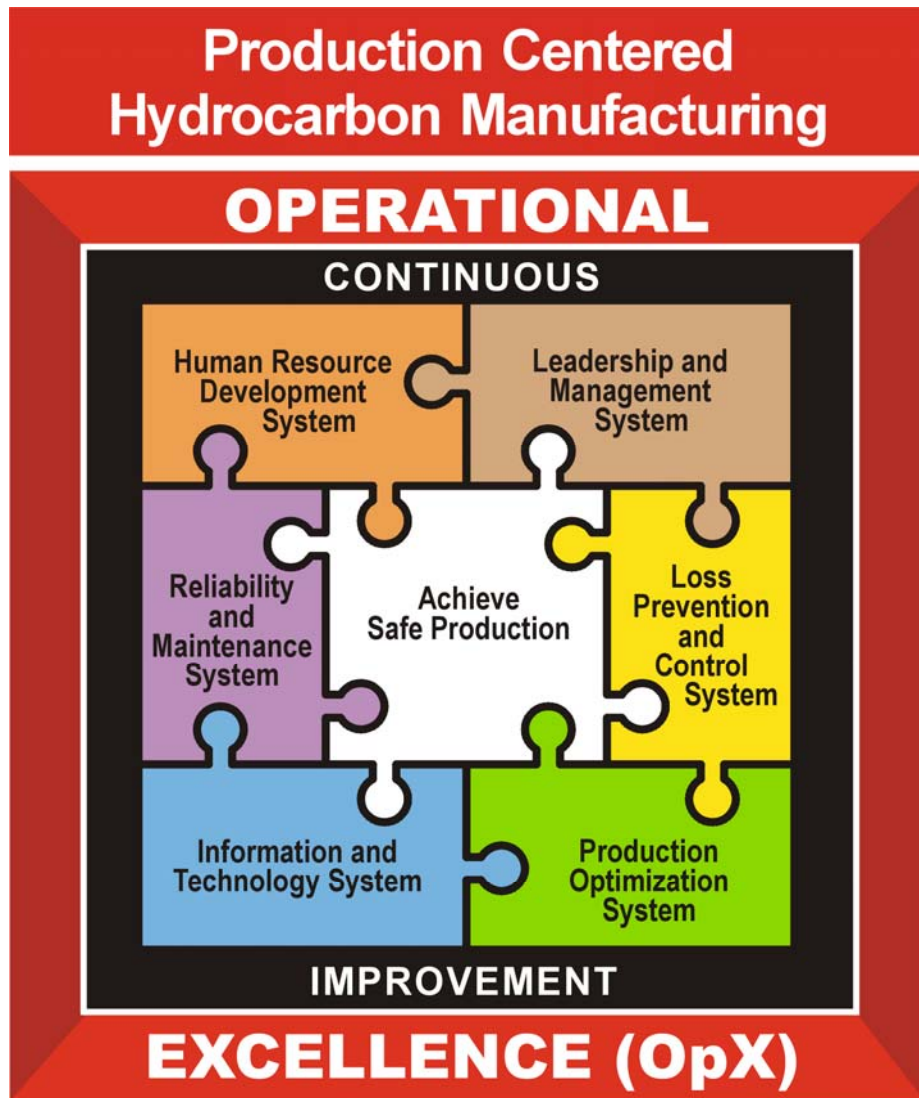 Production Centered
Hydrocarbon Manufacturing
OPERATIONAL
CONTINUOUS
Human Resource
Development
System
Leadership and
Management
System
Reliability
and
Maintenance
System
Achieve
Safe Production
Loss
Prevention
and
Control
System
Information and
Technology System
Production
Optimization
System
IMPROVEMENT
EXCELLENCE (OpX)